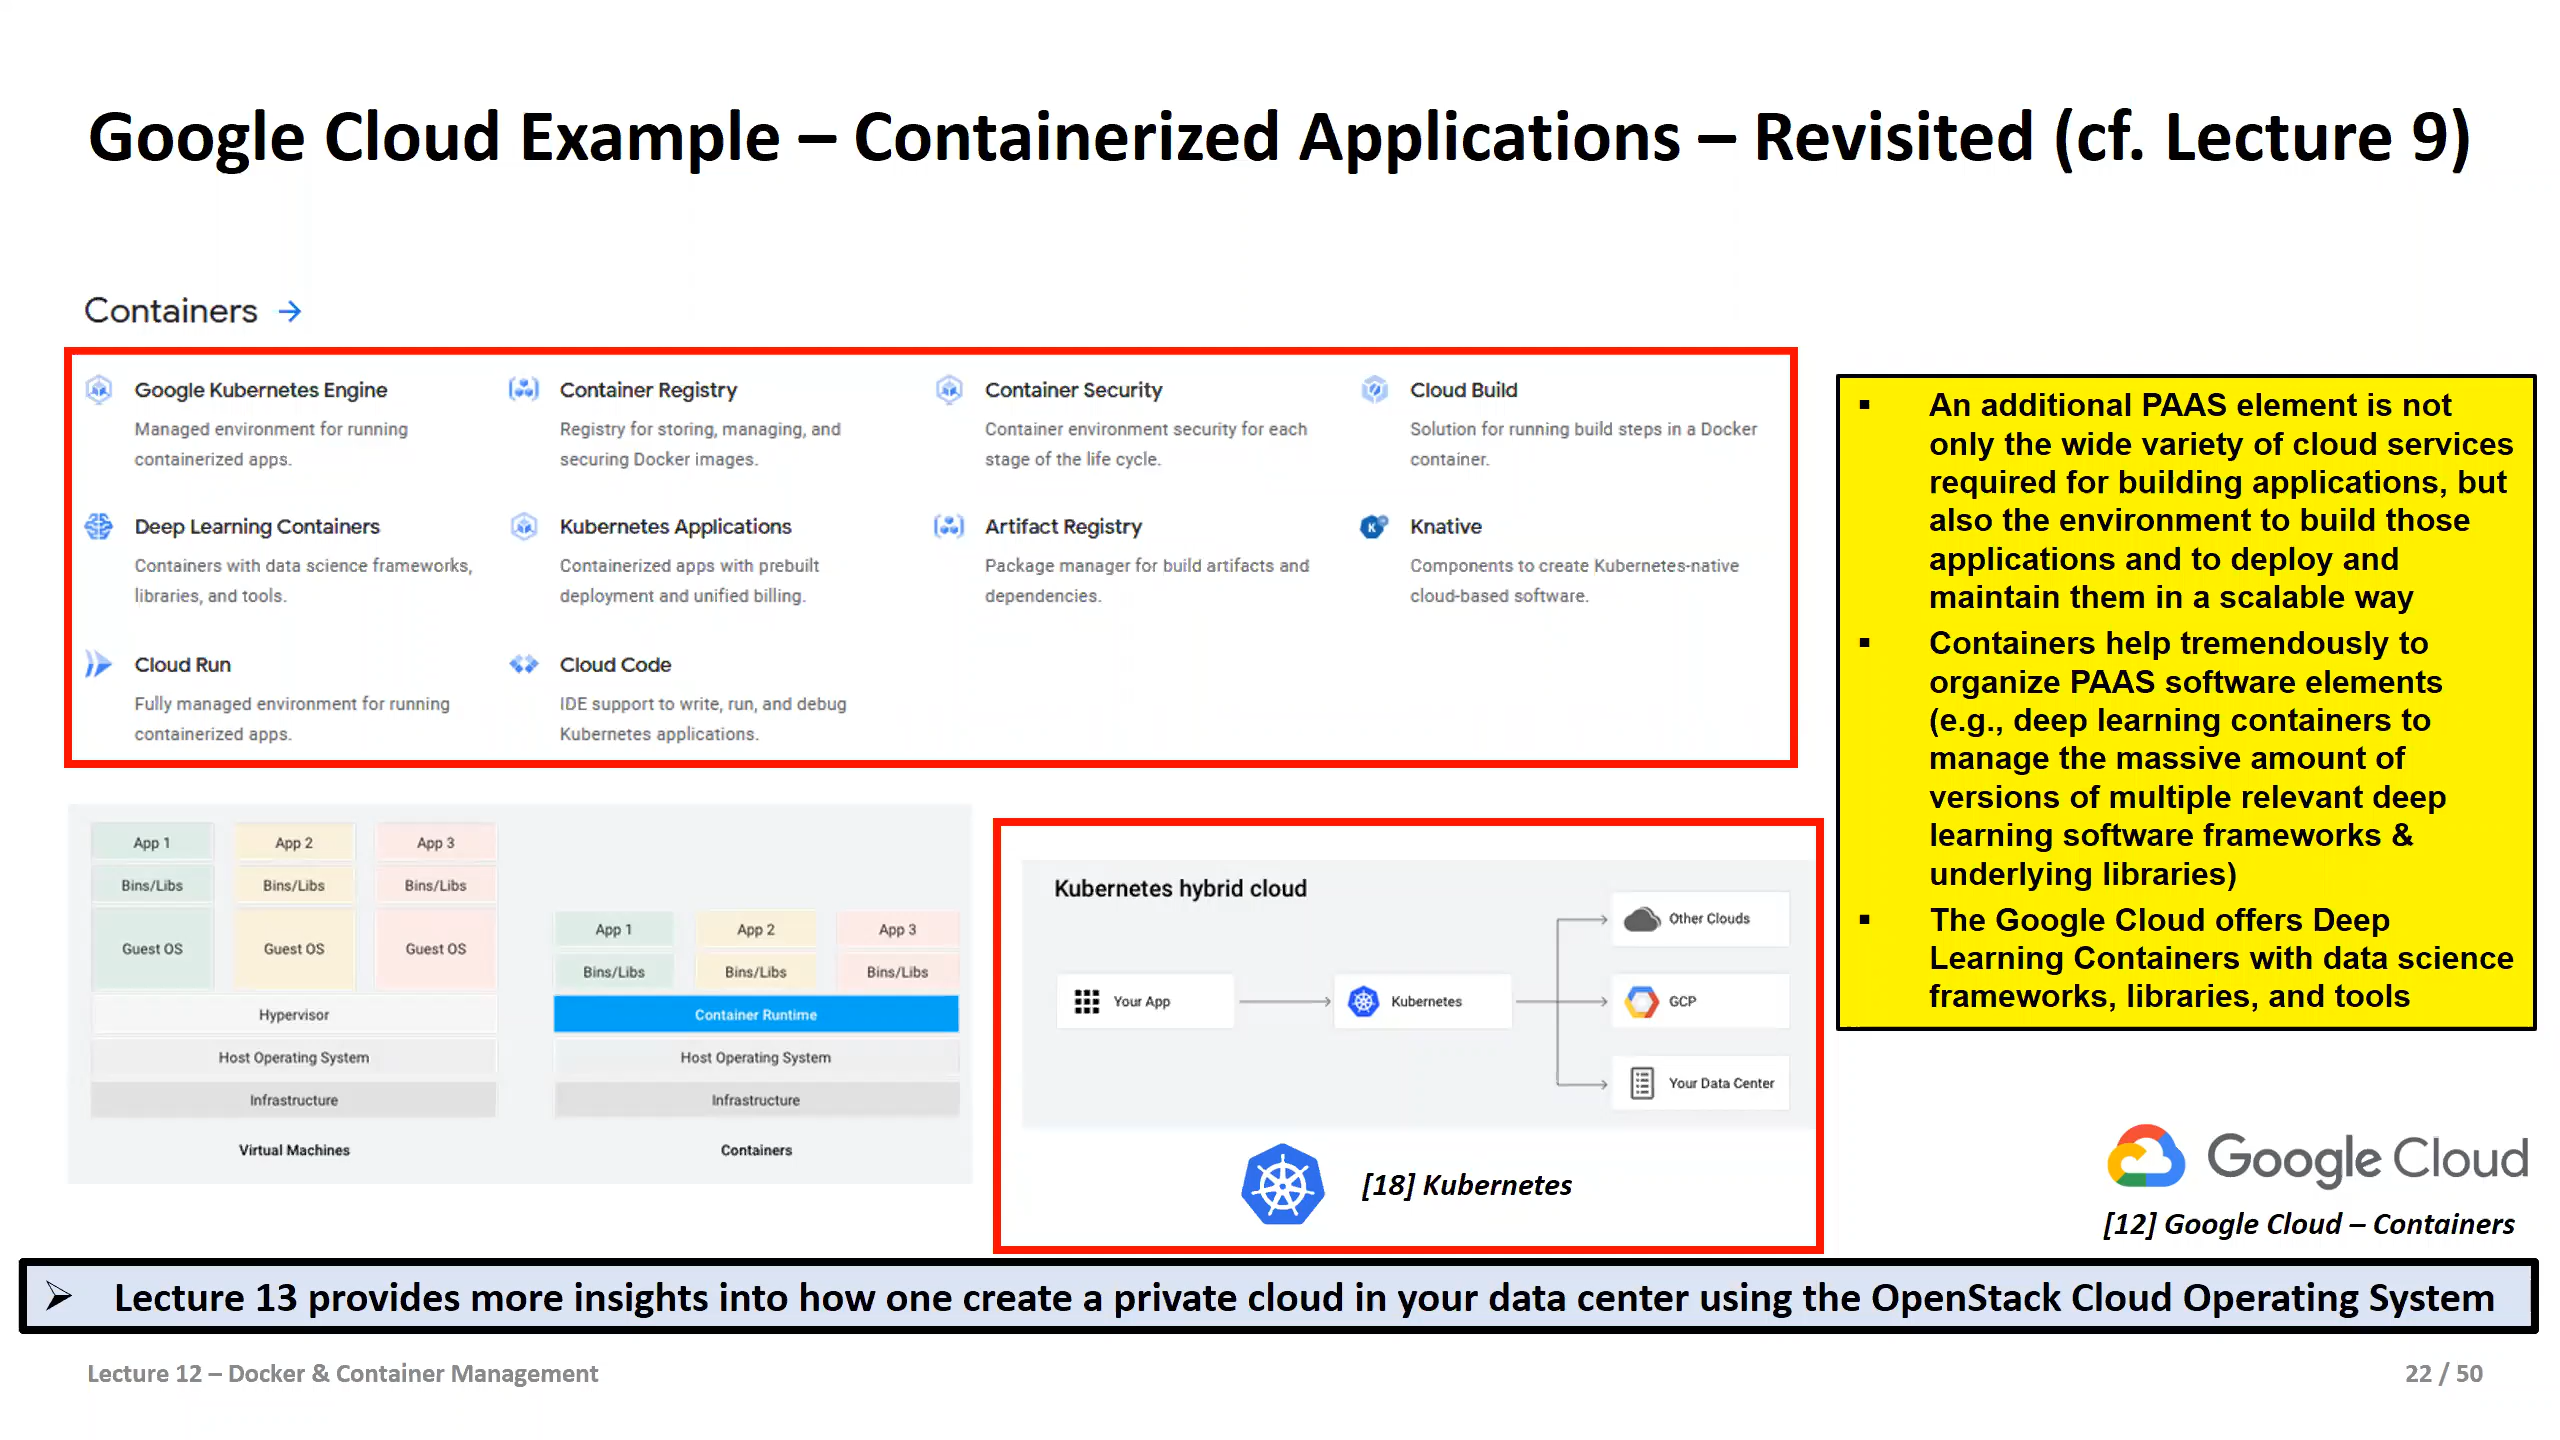 Google Cloud Example – Containerized Applications – Revisited (cf. Lecture 9)
Containers
Google Kubernetes Engine
Managed environment for running
containerized apps.
Container Registry
Registry for storing, managing, and
securing Docker images.
Container Security
Container environment security for each
stage of the life cycle.
Cloud Build
Solution for running build steps in a Docker
container.
Deep Learning Containers
Containers with data science frameworks,
libraries, and tools.
Kubernetes Applications
Containerized apps with prebuilt
deployment and unified billing.
Artifact Registry
Package manager for build artifacts and
dependencies.
Knative
Components to create Kubernetes-native
cloud-based software.
Cloud Run
Fully managed environment for running
containerized apps.
Cloud Code
IDE support to write, run, and debug
Kubernetes applications.
An additional PAAS element is not
only the wide variety of cloud services
required for building applications, but
also the environment to build those
applications and to deploy and
maintain them in a scalable way
Containers help tremendously to
organize PAAS software elements
(e.g., deep learning containers to
manage the massive amount of
versions of multiple relevant deep
learning software frameworks &
underlying libraries)
The Google Cloud offers Deep
Learning Containers with data science
frameworks, libraries, and tools
App 1
App 2
App 3
Bins/Libs
Bins/Libs
Bins/Libs
Guest OS
Guest OS
Guest OS
Hypervisor
Host Operating System
Infrastructure
Virtual Machines
App 1
App 2
App 3
Bins/Libs
Bins/Libs
Bins/Libs
Container Runtime
Host Operating System
Infrastructure
Containers
Kubernetes hybrid cloud
Your App
Kubernetes
Other Clouds
GCP
Your Data Center
[18] Kubernetes
Google Cloud
[12] Google Cloud – Containers
Lecture 13 provides more insights into how one create a private cloud in your data center using the OpenStack Cloud Operating System
Lecture 12 – Docker & Container Management
22 / 50